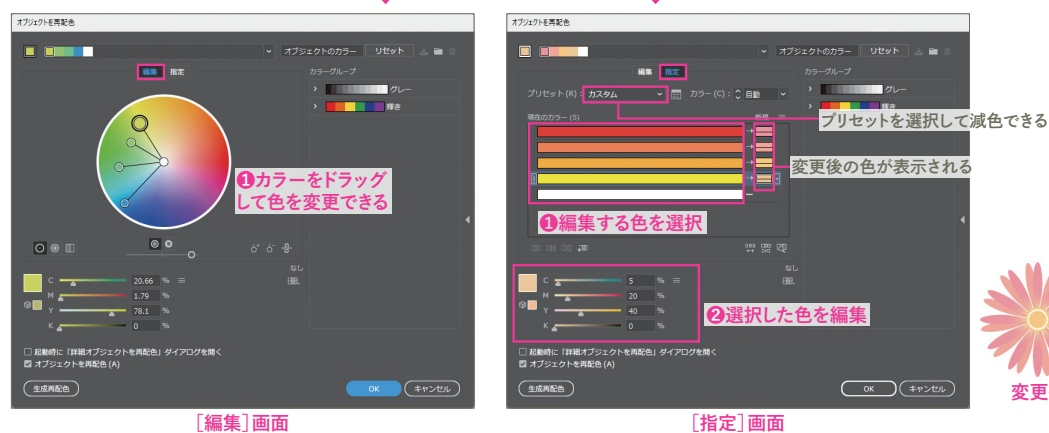 オブジェクトを再配色
オブジェクトのカラー リセット
編集 指定
カラーグループ
グレー
輝き
❶カラーをドラッグ
して色を変更できる
なし
C 20.66 %
M 1.79 %
Y 78.1 %
K 0 %
起動時に「詳細オブジェクトを再配色」ダイアログを開く
オブジェクトを再配色 (A)
生成再配色 OK キャンセル
[編集]画面
オブジェクトを再配色
オブジェクトのカラー リセット
編集 指定
カラーグループ
プリセット (R) : カスタム カラー (C) : 自動
グレー
輝き
現在のカラー (5) 新規
プリセットを選択して減色できる
変更後の色が表示される
❶編集する色を選択
なし
C 5 %
M 20 %
Y 40 %
K 0 %
❷選択した色を編集
起動時に「詳細オブジェクトを再配色」ダイアログを開く
オブジェクトを再配色 (A)
生成再配色 OK キャンセル
[指定]画面
変更